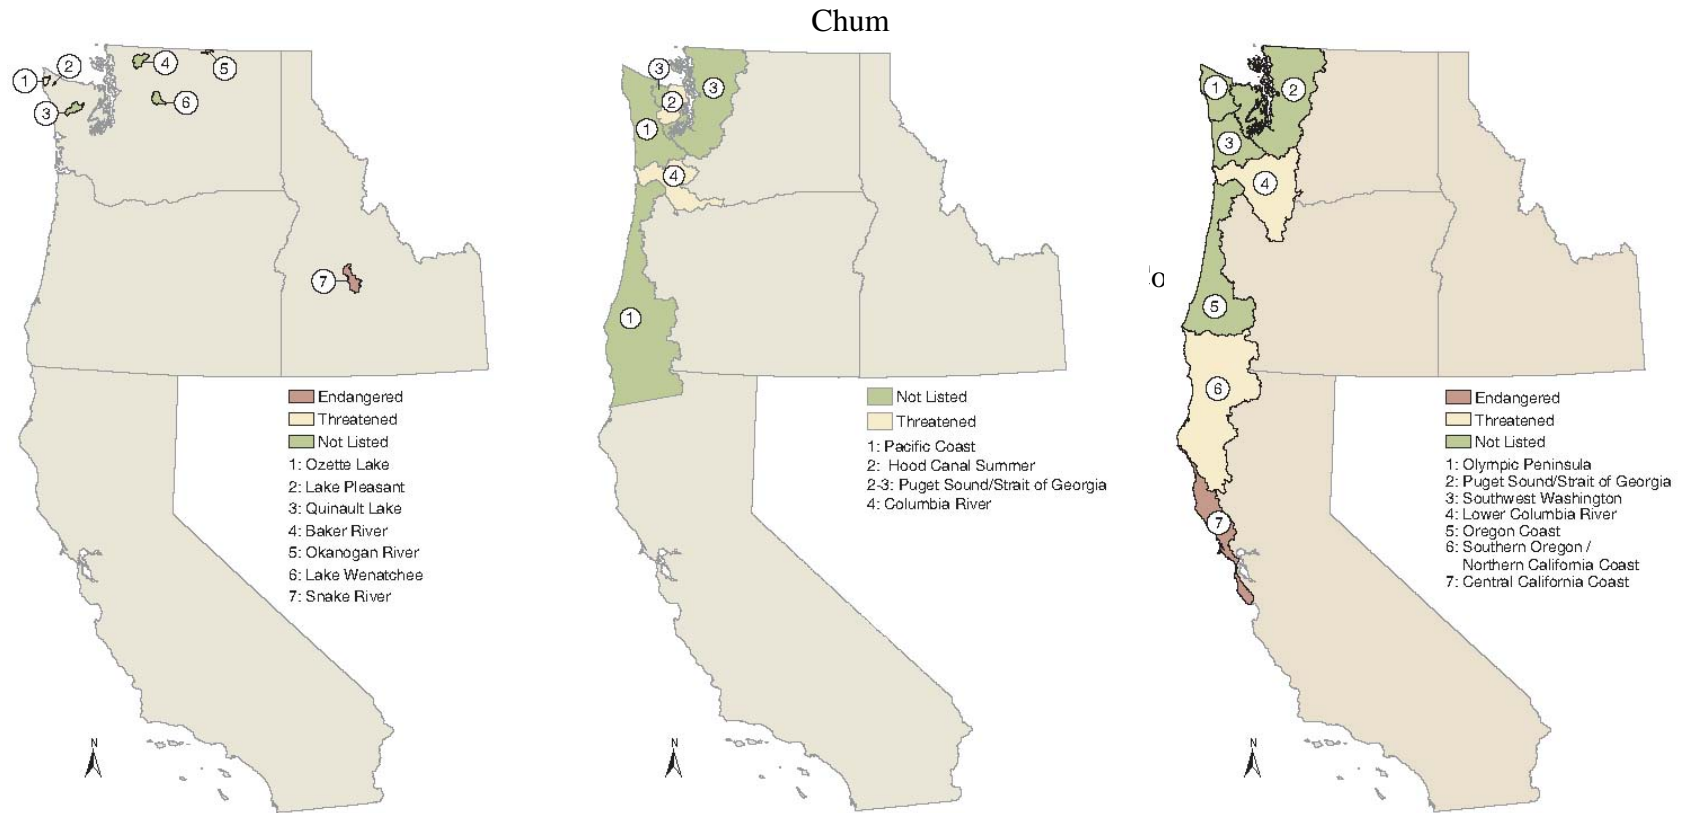 Chum
1
2
3
4
5
6
7
Endangered
Threatened
Not Listed
1: Ozette Lake
2: Lake Pleasant
3: Quinault Lake
4: Baker River
5: Okanogan River
6: Lake Wenatchee
7: Snake River
N
3
2
3
1
4
1
Not Listed
Threatened
1: Pacific Coast
2: Hood Canal Summer
2-3: Puget Sound/Strait of Georgia
4: Columbia River
N
lo
1
2
3
4
5
6
7
Endangered
Threatened
Not Listed
1: Olympic Peninsula
2: Puget Sound/Strait of Georgia
3: Southwest Washington
4: Lower Columbia River
5: Oregon Coast
6: Southern Oregon /
Northern California Coast
7: Central California Coast
N